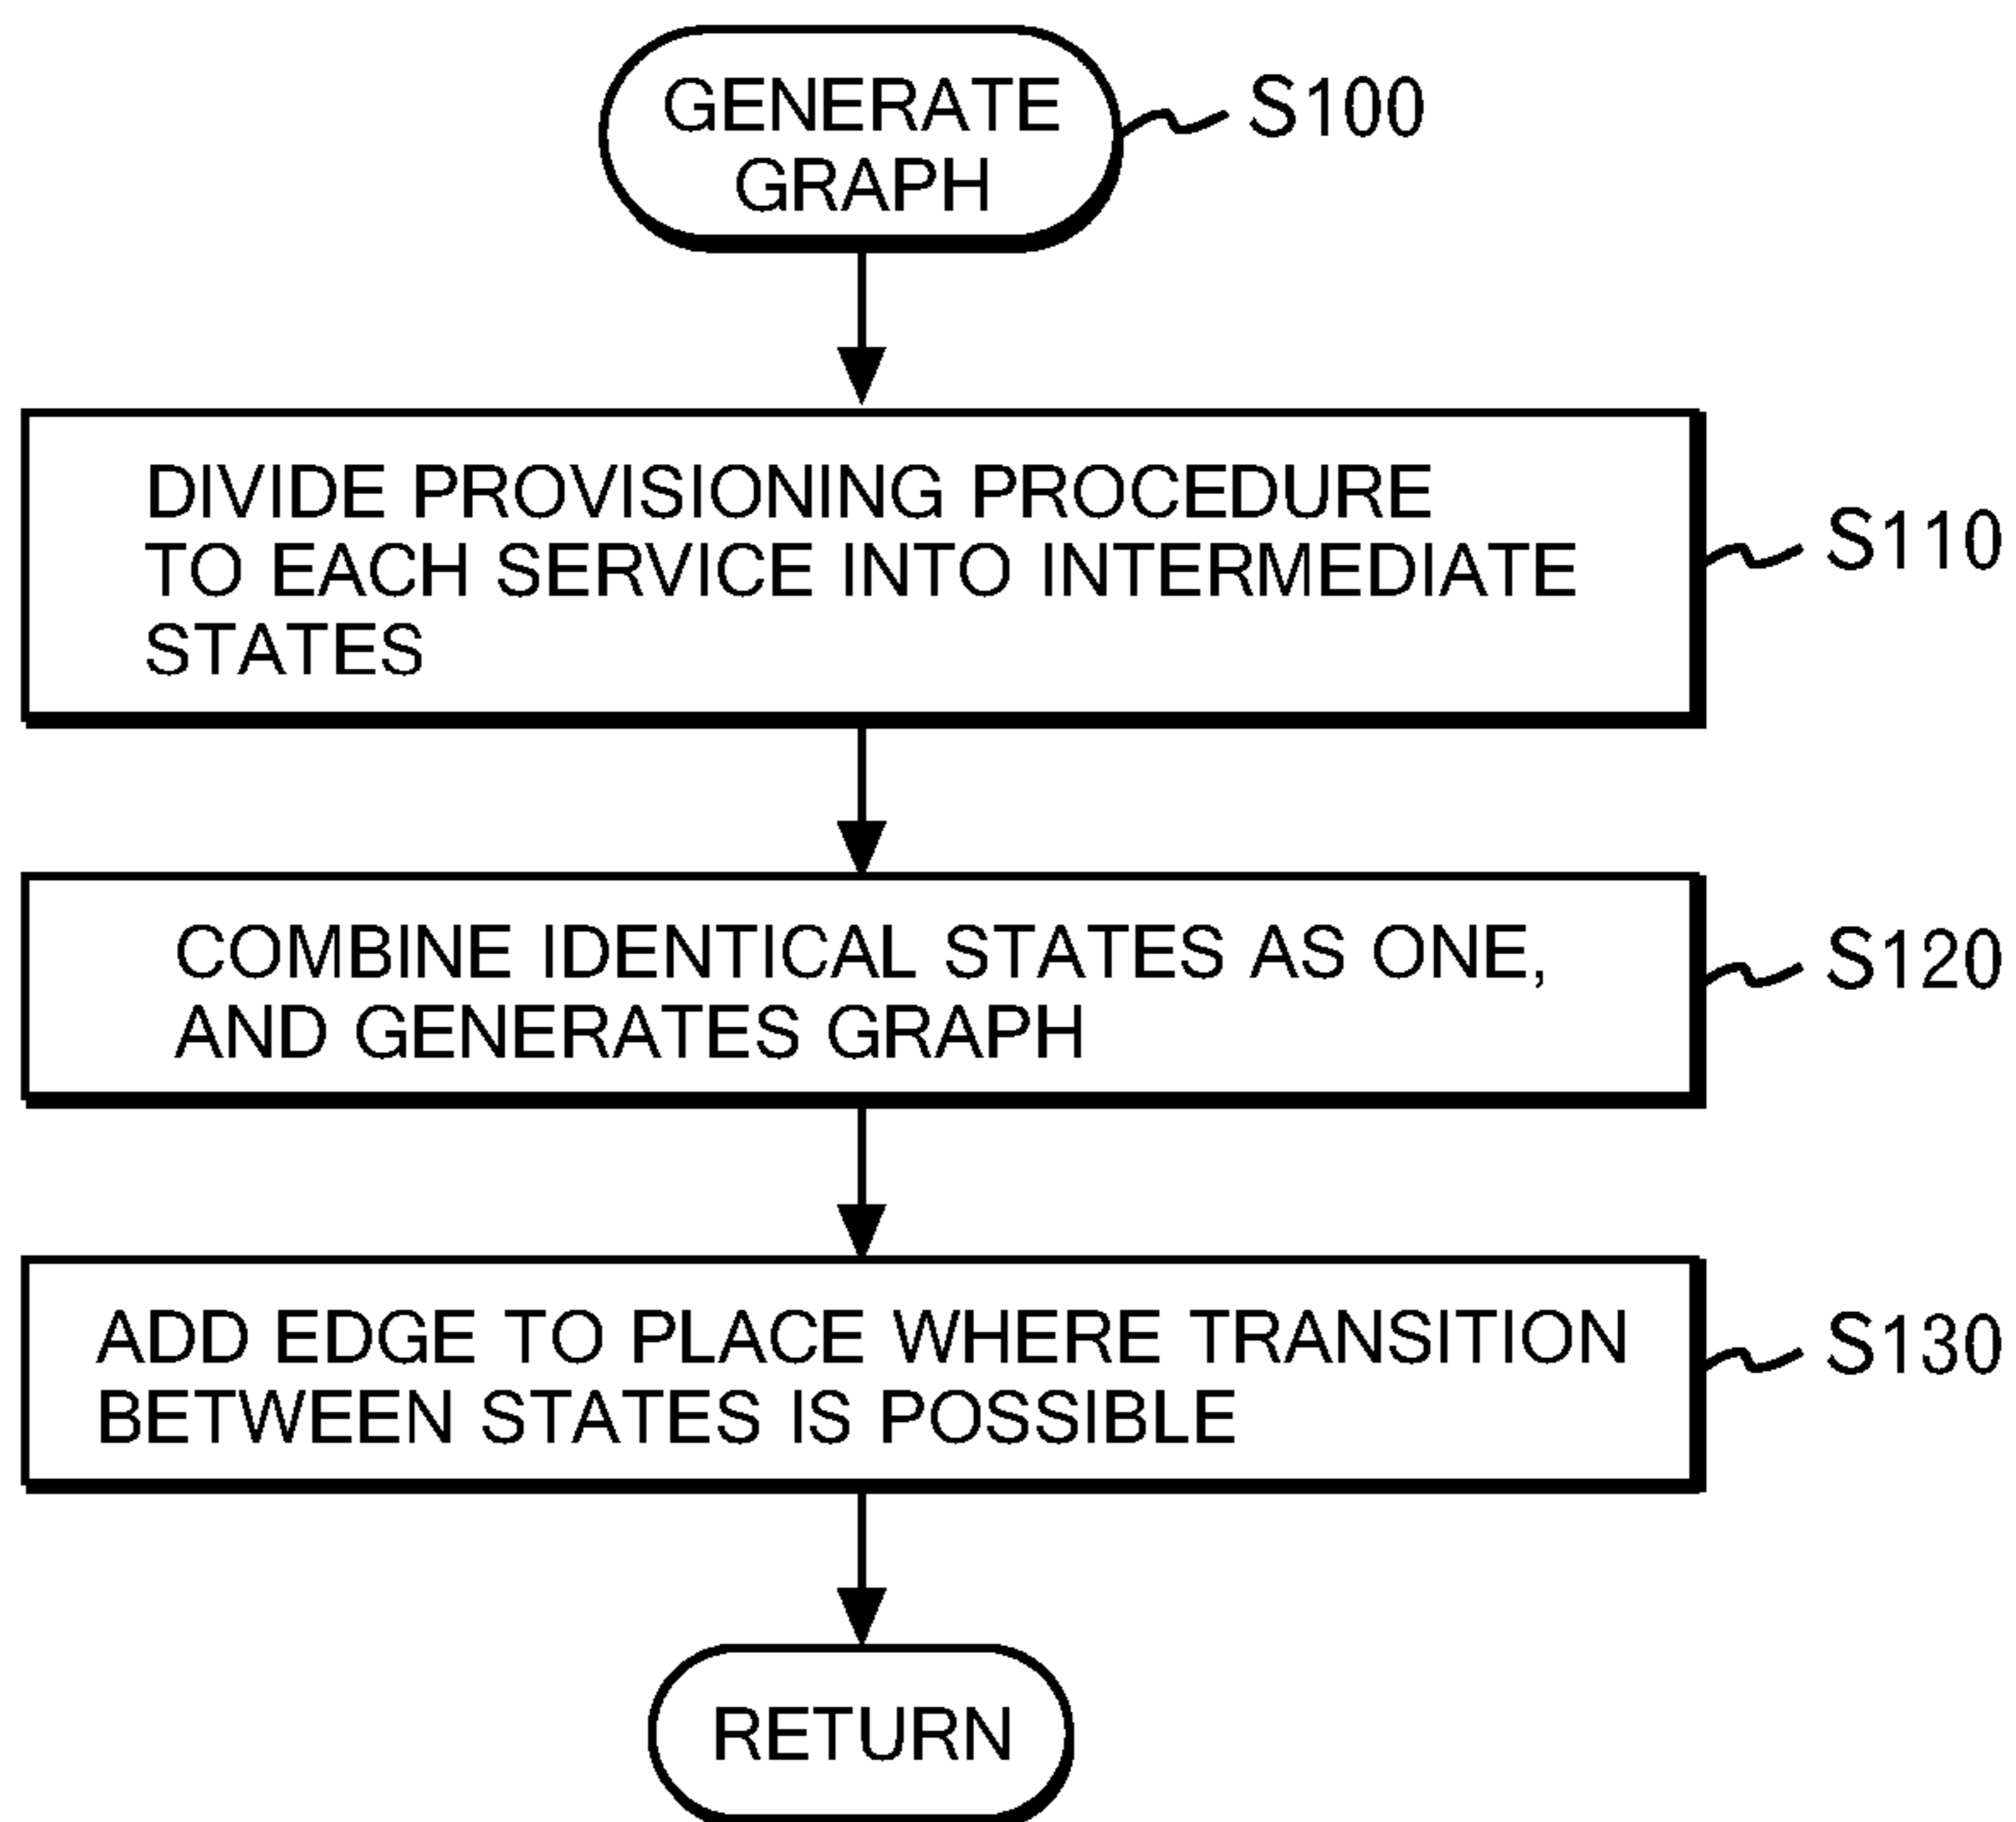 GENERATE
GRAPH
S100
DIVIDE PROVISIONING PROCEDURE
TO EACH SERVICE INTO INTERMEDIATE
STATES
S110
COMBINE IDENTICAL STATES AS ONE,
AND GENERATES GRAPH
S120
ADD EDGE TO PLACE WHERE TRANSITION
BETWEEN STATES IS POSSIBLE
S130
RETURN